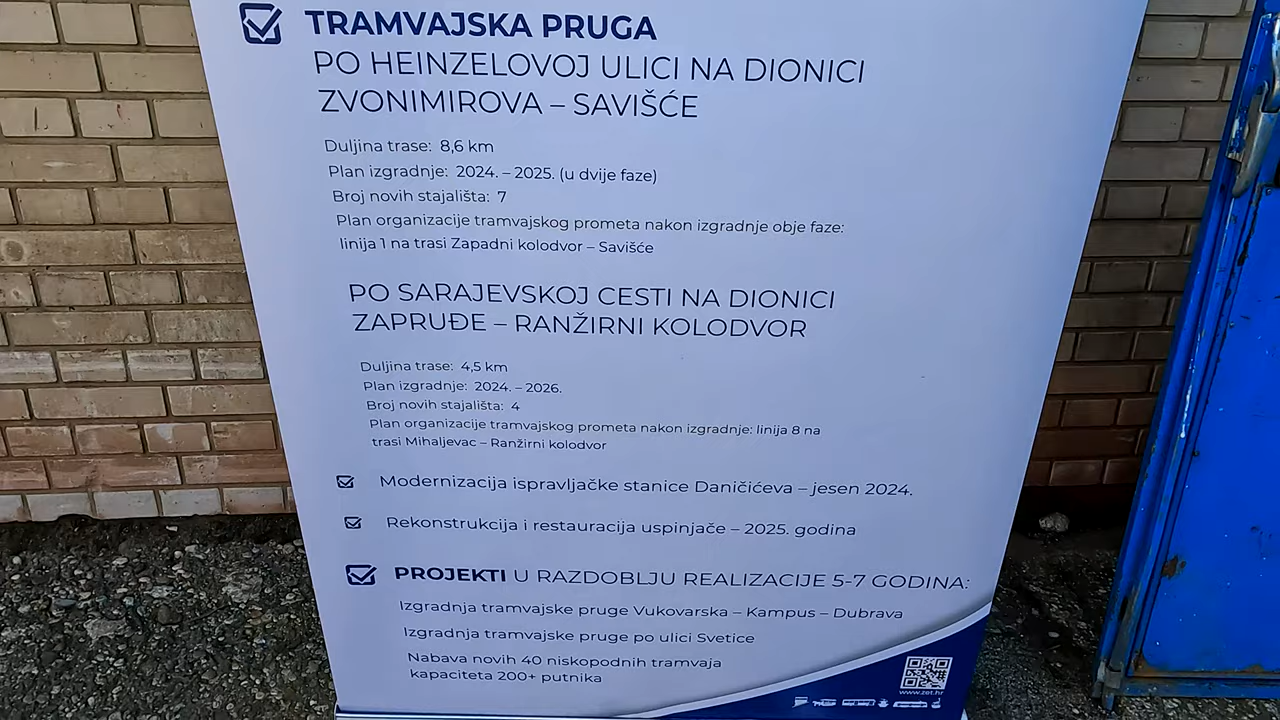 TRAMVAJSKA PRUGA
PO HEINZELOVOJ ULICI NA DIONICI
ZVONIMIROVA – SAVIŠĆE
Duljina trase: 8,6 km
Plan izgradnje: 2024. – 2025. (u dvije faze)
Broj novih stajališta: 7
Plan organizacije tramvajskog prometa nakon izgradnje obje faze:
linija 1 na trasi Zapadni kolodvor – Savišće
PO SARAJEVSKOJ CESTI NA DIONICI
ZAPRUĐE – RANŽIRNI KOLODVOR
Duljina trase: 4,5 km
Plan izgradnje: 2024. – 2026.
Broj novih stajališta: 4
Plan organizacije tramvajskog prometa nakon izgradnje: linija 8 na
trasi Mihaljevac – Ranžirni kolodvor
Modernizacija ispravljačke stanice Daničićeva – jesen 2024.
Rekonstrukcija i restauracija uspinjače – 2025. godina
PROJEKTI U RAZDOBLJU REALIZACIJE 5-7 GODINA:
Izgradnja tramvajske pruge Vukovarska – Kampus – Dubrava
Izgradnja tramvajske pruge po ulici Svetice
Nabava novih 40 niskopodnih tramvaja
kapaciteta 200+ putnika
www.zet.hr